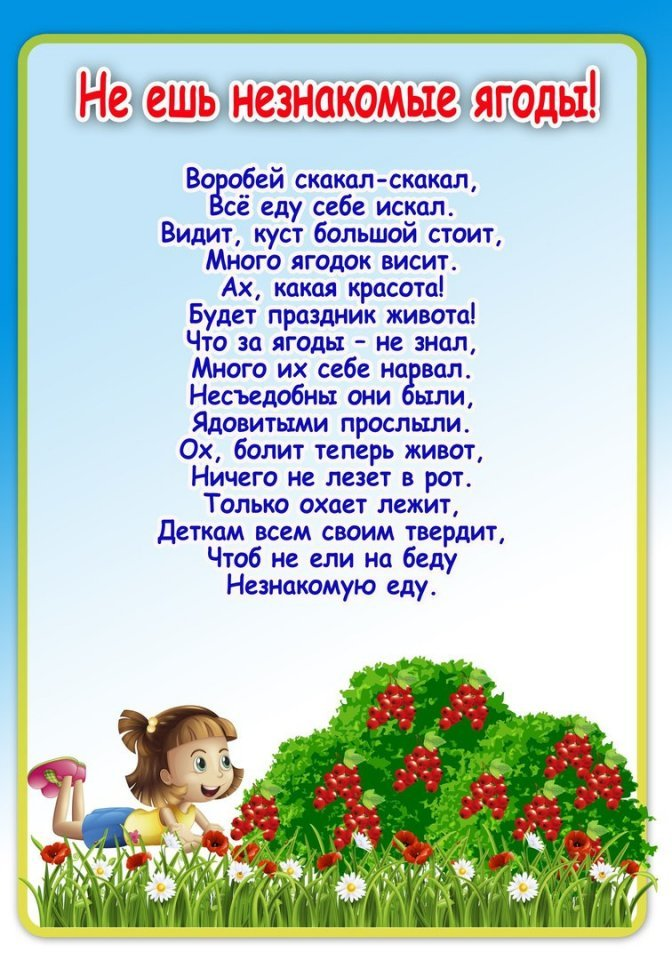 Не ешь незнакомые ягоды!
Воробей скакал-скакал,
Всё еду себе искал.
Видит, куст большой стоит,
Много ягодок висит.
Ах, какая красота!
Будет праздник живота!
Что за ягоды - не знал,
Много их себе нарвал.
Несъедобны они были,
Ядовитыми прослыли.
Ох, болит теперь живот,
Ничего не лезет в рот.
Только охает лежит,
Деткам всем своим твердит,
Чтоб не ели на беду
Незнакомую еду.